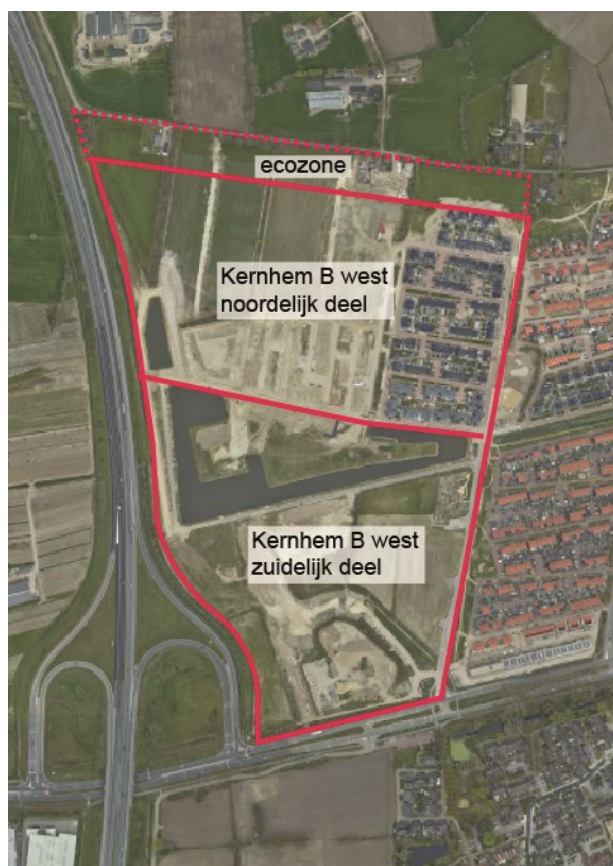 ecozone
Kernhem B west
noordelijk deel
Kernhem B west
zuidelijk deel